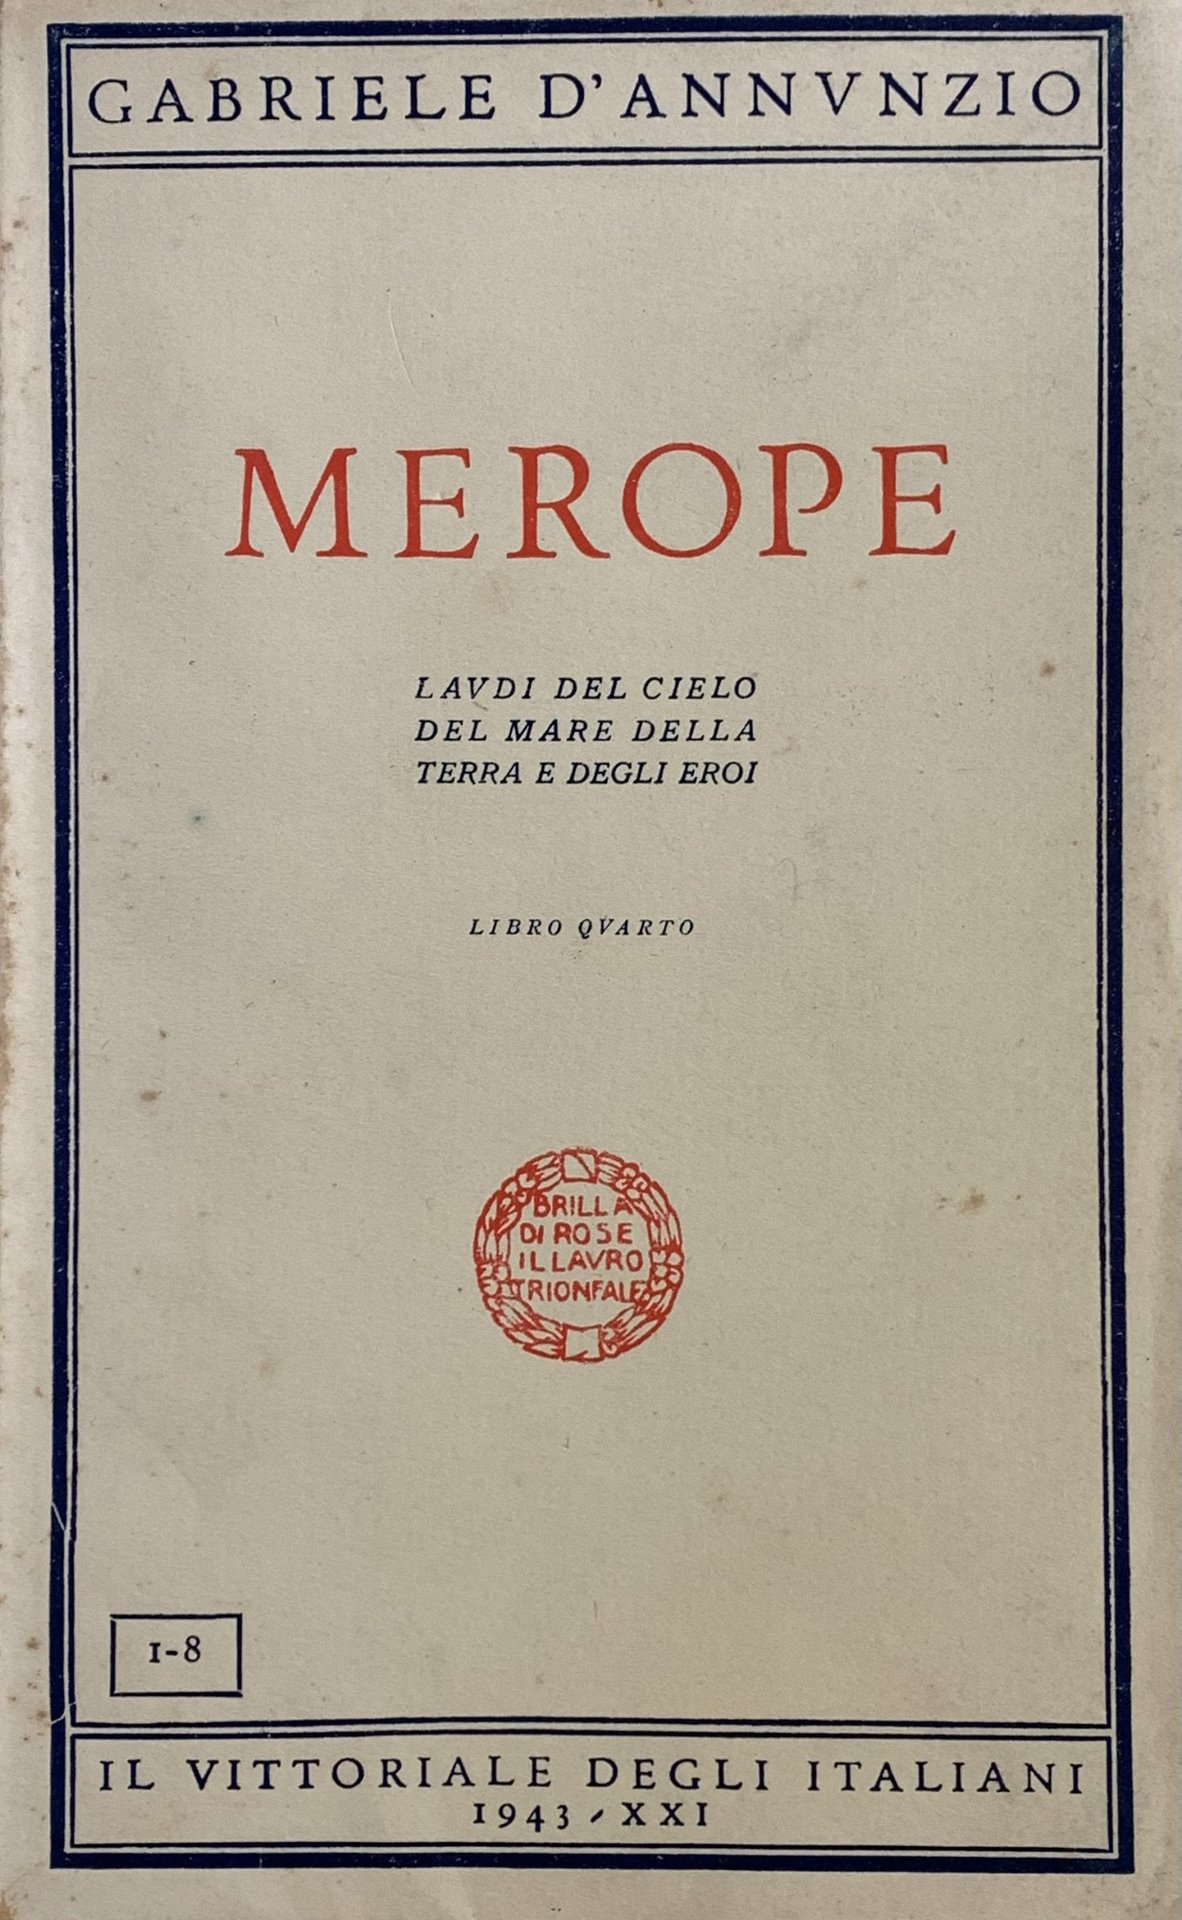 GABRIELE D'ANNVNZIO
MEROPE
LAVDI DEL CIELO
DEL MARE DELLA
TERRA E DEGLI EROI
LIBRO QVARTO
BRILLA
DI ROSE
IL LAVRO
TRIONFALE
I-8
IL VITTORIALE DEGLI ITALIANI
1943 - XXI